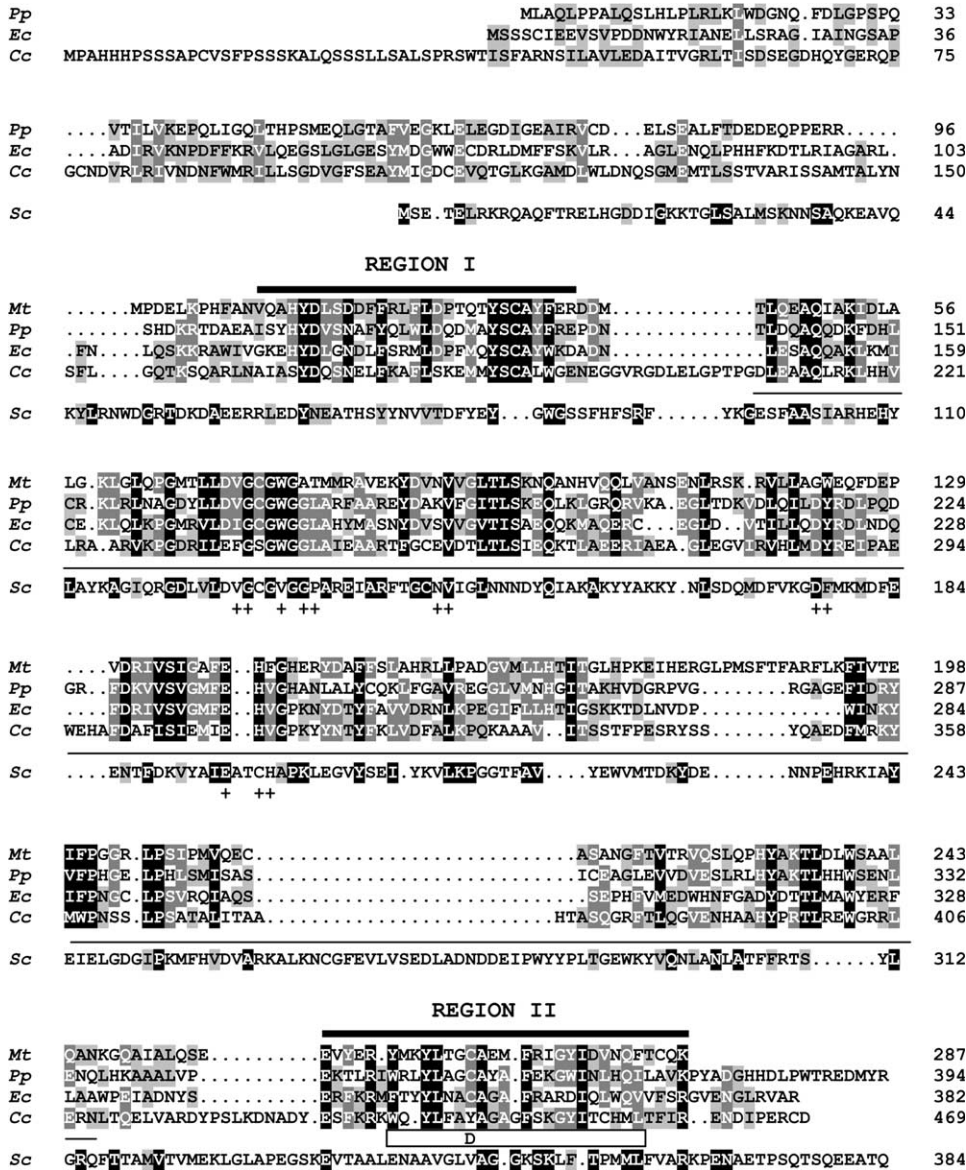 Pp MLAQLPPALQSLHLPLRLKLWDGNQ.FDLGPSPQ 33
Ec MSSSCIEEVSVPDDNWYRIANELLSRAG.IAINGSAP 36
Cc MPAHHHPSSSAPCVSFPSSSKALQSSSLLSALSPRSWTISFARNSILAVLEDAITVGRLTISDSEGDHQYGERQP 75
Pp ....VTILVKEPQLIGQLTHPSMEQLGTAFVEGKLELEGDIGEAIRVCD...ELSEALFTDEDEQPPERR..... 96
Ec ....ADIRVKNPDFFKRVLQEGSLGLGESYMDGWWECDRLDMFFSKVLR...AGLENQLPHHFKDTLRIAGARL. 103
Cc GCNDVRLRIVNDNFWMRILLLSGDVGFSEAYMIGDCEVQTGLKGAMDLWLDNQSGMEMTLSSTVARISSAMTALYN 150
Sc MSE.TELRKRQAQFTRELHGDDIGKKTGLSALMSKNNSAQKEAVQ 44
REGION I
Mt ......MPDELKPHFANVQAHYDLSDDFFRLFLDPTQTYSCAYFERDDM.............TLQEAQIAKIDLA 56
Pp .......SHDKRTDAEAISYHYDVSNAFYQLWLDQDMAYSCAYFREPDN.............TLDQAQQDKFDHL 151
Ec .FN...LQSKKRAWIVGKEHYDLGNDLFSRMLDPFMQYSCAYWKDADN.............LESAQQAKLKMI 159
Cc SFL....GQTKSQARLNAIASYDQSNELFKAFLSKEMMYSCALWGENEGGVRGDLELGPTPGDLEAAQLRKLHHV 221
Sc KYLRNWDGRTDKDAEERRLEDYNEATHSYYNVVTDFYEY...GWGSSFHFSRF.....YKGESFAASIARHEHY 110
Mt LG.KLGLQPGMTLLDVGCGWGATMMRAVEKYDVNVVGLTLSKNQANHVQQLVANSENLRSK.RVLLAGWEQFDEP 129
Pp CR.KLRLNAGDYLLDVGCGWGGLARFAAREYDAKVFGITLSKEQLKLGRQRVKA.EGLTDKVDLQILDYRDLPQD 224
Ec CE.KLQLKPGMRVLDIGCGWGGLAHYMASNYDVSVVGVTISAEQQKMAQERC..EGLD..VTILLQDYRDLNDQ 228
Cc LRA.ARVKPGDRILEFGSGWGGLAIEAARTFGCEVDTLTLSIEQKTLAEERIAEA.GLEGVIRVHLMDYREIPAE 294
Sc LAYKAGIQRGDLVLDVGCGVGGPAREIARFTGCNVIGLNNNDYQIAKAKYYAKKY.NLSDQMDFVKGDFMKMDFE 184
++ + ++ ++ ++
Mt ....VDRIVSIGAFE..HFGHERYDAFFSLAHRLLPADGVMLLHTITGLHPKEIHERGLPMSFTFARFLKFIVTE 198
Pp GR..FDKVVSVGMFE..HVGHANLALYCQKLFGAVREGGLVMNHGITAKHVDGRPVG.......RGAGEFIDRY 287
Ec ....FDRIVSVGMFE..HVGPKNYDTYFAVVDRNLKPEGIFLLHTIGSKKTDLNVDP.............WINKY 284
Cc WEHAFDAFISIEMIE..HVGPKYYNTYFKLVDFALKPQKAAAV..ITSSTFPESRYSS.....YQAEDFMRKY 358
Sc ....ENTFDKVYAIEATCHAPKLEGVYSEI.YKVLKPGGTFAV....YEWVMTDKYDE....NNPEHRKIAY 243
+ ++
Mt IFPGGR.LPSIPMVQEC.............................ASANGFTVTRVQSLQPHYAKTLDLWSAAL 243
Pp VFPHGE.LPHLSMISAS.............................ICEAGLEVVDVESLRLHYAKTLHHWSENL 332
Ec IFPNGC.LPSVRQIAQS..............................SEPHFVMEDWHNFGADYDTTLMAWYERF 328
Cc MWPNSS.LPSATALITAA..........................HTASQGRFTLQGVENHAAHYPRTLREWGRRL 406
Sc EIELGDGIPKMFHVDVARKALKNCGFEVLVSEDLADNDDEIPWYYPLTGEWKYVQNLANLATFFRTS......YL 312
REGION II
Mt QANKGQAIALQSE..........EVYER.YMKYLTGCAEM.FRIGYIDVNQFTCQK 287
Pp ENQLHKAAALVP...........EKTLRIWRLYLAGCAYA.FEKGWINLHQILAVKPYADGHHDLPWTREDMYR 394
Ec LAAWPEIADNYS...........ERFKRMFTYYLNACAGA.FRARDIQLWQVVFSRGVENGLRVAR 382
Cc ERNLTQELVARDYPSLKDNADY.ESFKRKWQ.YLFAYAGAGFSKGYITCHMLTFIR..ENDIPERCD 469
D
Sc GRQFTTAMVTVMEKLGLAPEGSKEVTAALENAAVGLVAG.GKSKLF.TPMMLFVARKPENAETPSQTSQEEATQ 384